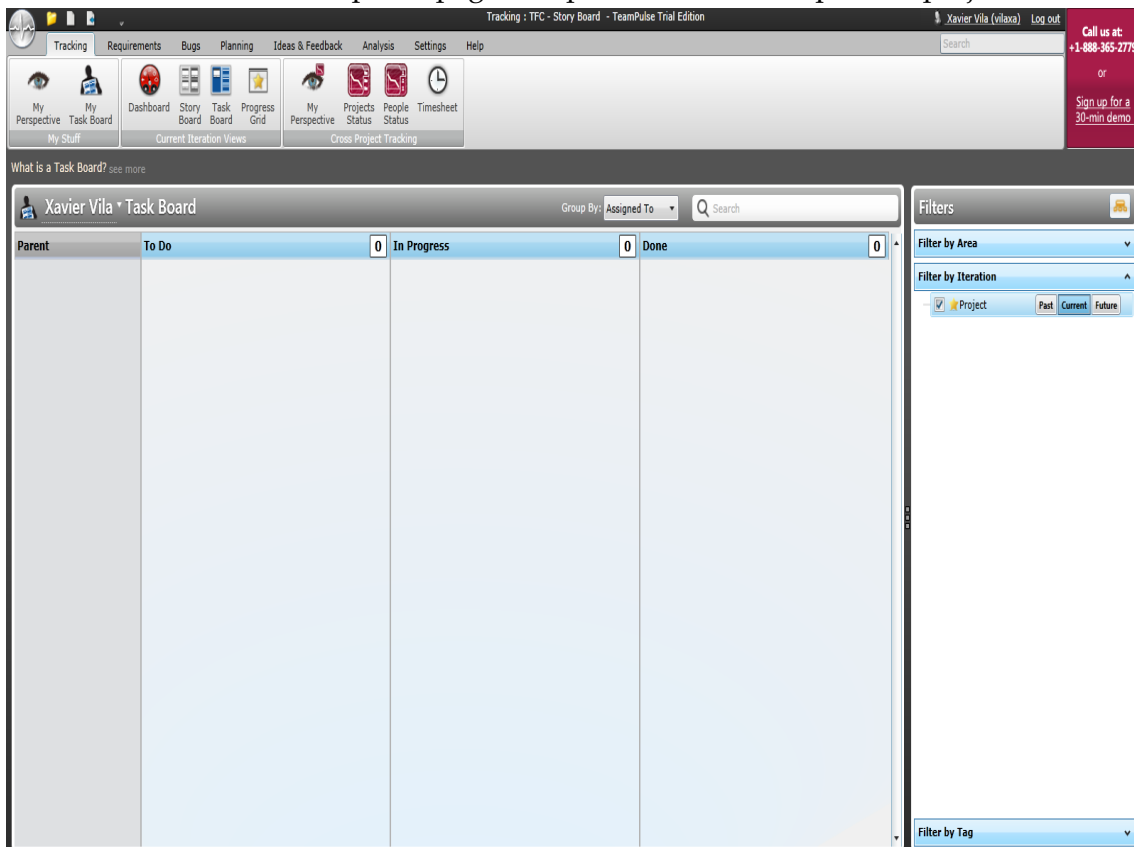 Tracking : TFC - Story Board - TeamPulse Trial Edition
Xavier Vila (vilaxa) Log out
Call us at:
+1-888-365-2779
or
Sign up for a
30-min demo
Tracking Requirements Bugs Planning Ideas & Feedback Analysis Settings Help
Search
My Perspective
My Task Board
Dashboard
Story Board
Task Board
Progress Grid
My Perspective
Projects Status
People Status
Timesheet
My Stuff
Current Iteration Views
Cross Project Tracking
What is a Task Board? see more
Xavier Vila Task Board
Group By: Assigned To
Search
Filters
Parent
To Do 0
In Progress 0
Done 0
Filter by Area
Filter by Iteration
Project Past Current Future
Filter by Tag